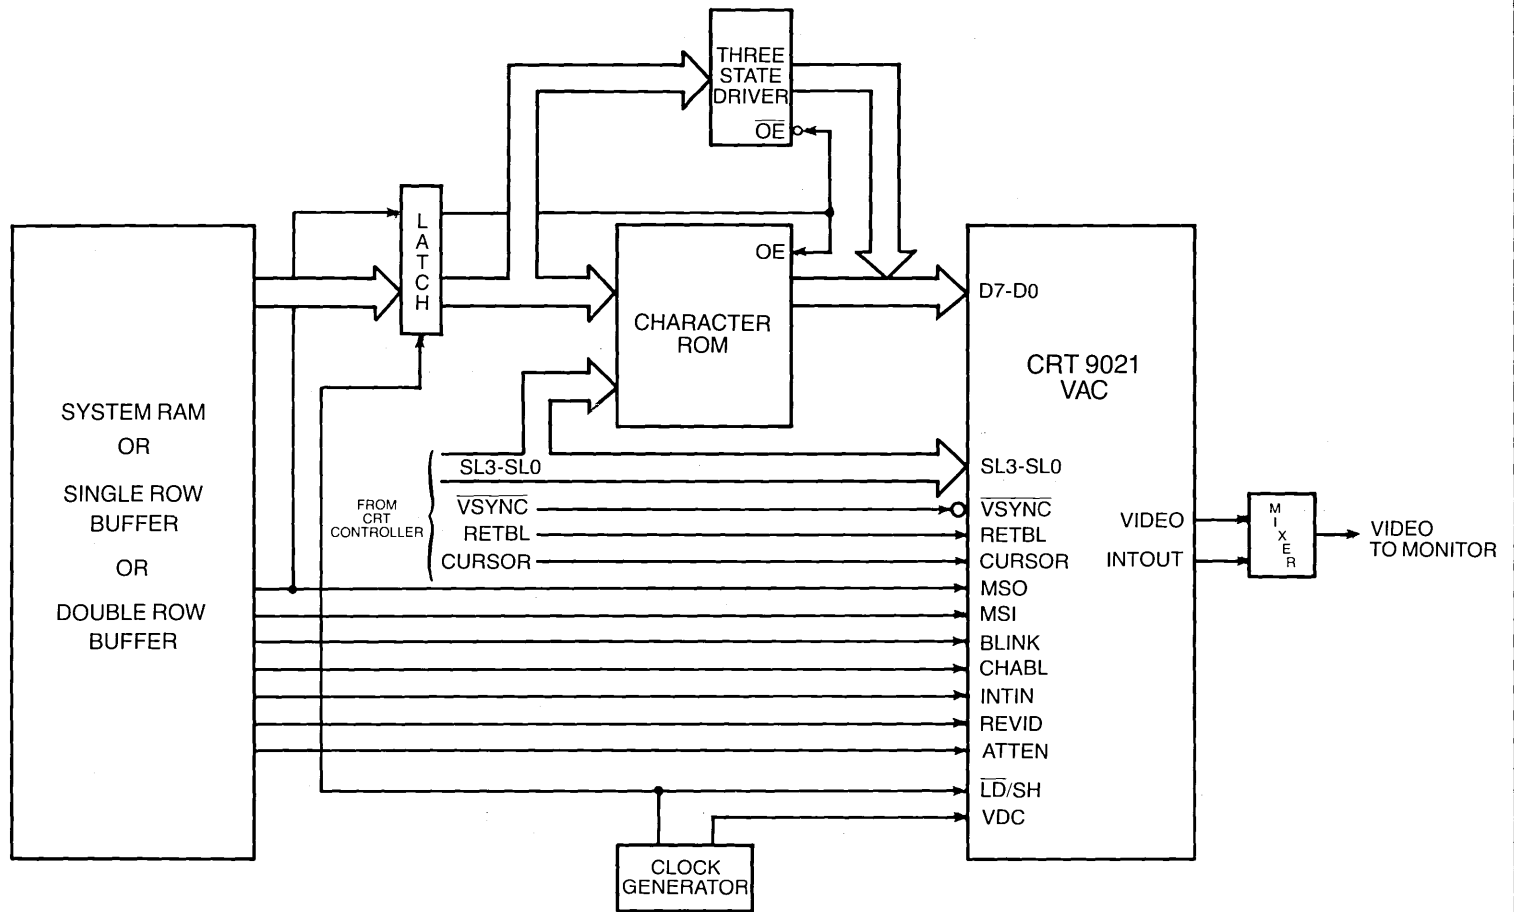 THREE
STATE
DRIVER
OE
LATCH
OE
CHARACTER
ROM
D7-D0
CRT 9021
VAC
SYSTEM RAM
OR
SINGLE ROW
BUFFER
OR
DOUBLE ROW
BUFFER
FROM
CRT
CONTROLLER
SL3-SL0
VSYNC
RETBL
CURSOR
SL3-SL0
VSYNC
RETBL
CURSOR
MSO
MSI
BLINK
CHABL
INTIN
REVID
ATTEN
LD/SH
VDC
VIDEO
INTOUT
MIXER
VIDEO
TO MONITOR
CLOCK
GENERATOR